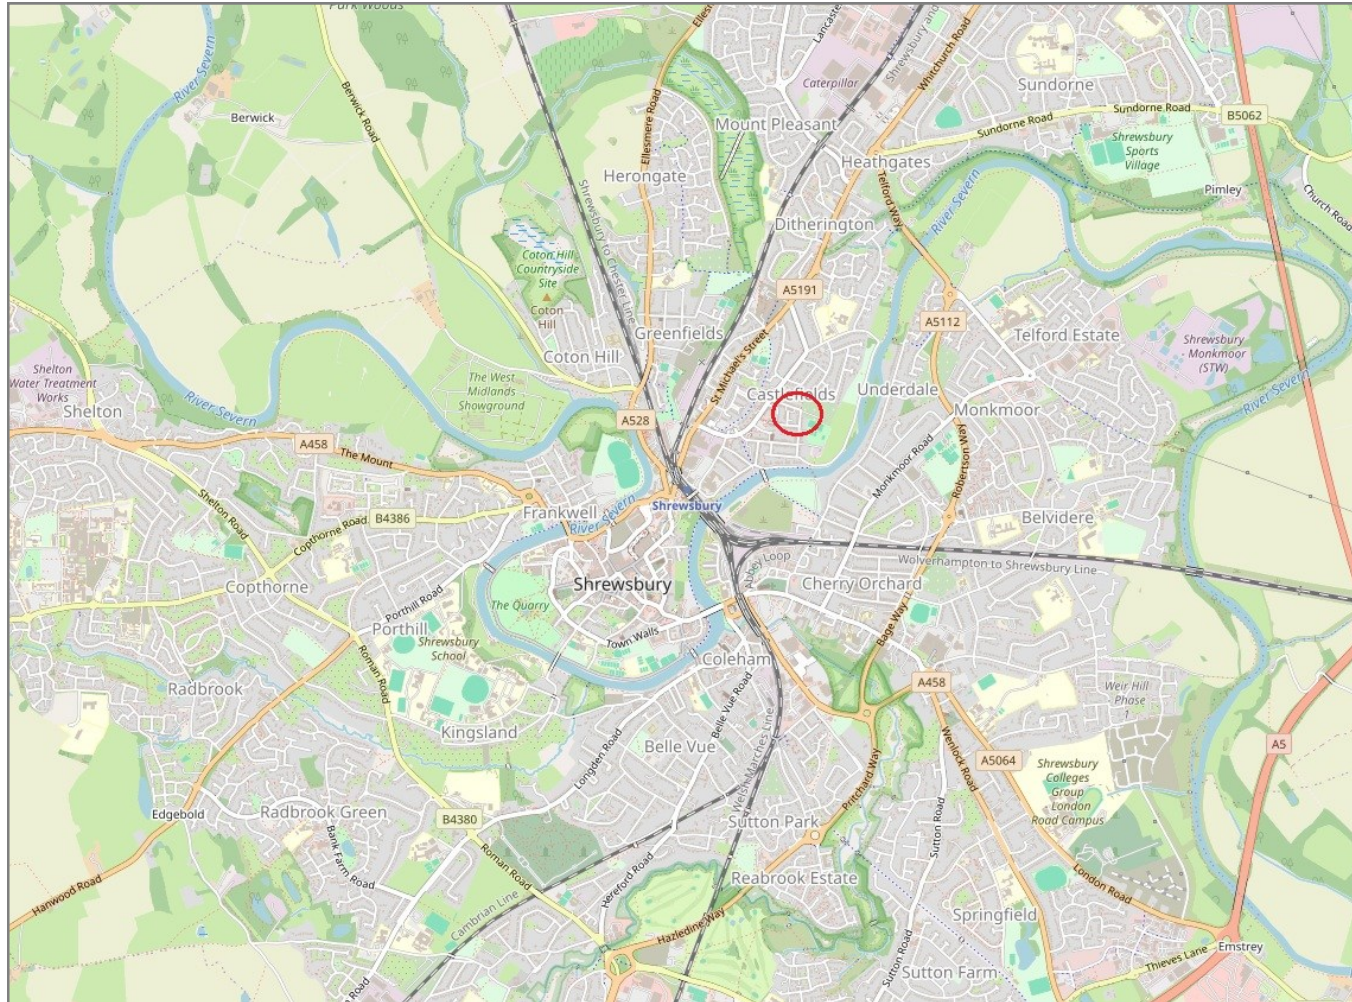 Park Woods
Ellesm
Lancaste
River Severn
Berwick Road
Berwick
Ellesmere Road
Caterpillar
Shrewsbury and
Whitchurch Road
Sundorne
Sundorne Road
Sundorne Road
B5062
Mount Pleasant
Shrewsbury
Sports
Village
Heathgates
Herongate
Telford Way
River Severn
Pimley
Church Road
Shrewsbury to Chester Line
Ditherington
Coton Hill
Countryside
Site
Coton
Hill
A5191
Greenfields
A5112
Telford Estate
Shrewsbury
Monkmoor
(STW)
Coton Hill
St Michael's Street
Shelton
Water Treatment
Works
The West
Midlands
Showground
Castlefields
Underdale
River Severn
Shelton
River Severn
A528
Monkmoor
A458
The Mount
Monkmoor Road
Robertson Way
Shelton Road
Frankwell
River Severn
Shrewsbury
B4386
Copthorne Road
Belvidere
Abbey Loop
Wolverhampton to Shrewsbury Line
Copthorne
Shrewsbury
Cherry Orchard
Porthill Road
The Quarry
Porthill
Shrewsbury
School
Town Walls
Bage Way
Roman Road
Coleham
Radbrook
A458
Weir Hill
Phase
1
Belle Vue Road
Kingsland
Longden Road
Belle Vue
Welsh Marches Line
Wenlock Road
A5
Pritchard Way
A5064
Shrewsbury
Colleges
Group
London
Road Campus
Edgebold
Radbrook Green
B4380
Sutton Park
Sutton Road
Bank Farm Road
Roman Road
Hereford Road
Reabrook Estate
London Road
Hanwood Road
Cambrian Line
Hazledine Way
Springfield
Sutton Road
Emstrey
Thieves Lane
Sutton Farm